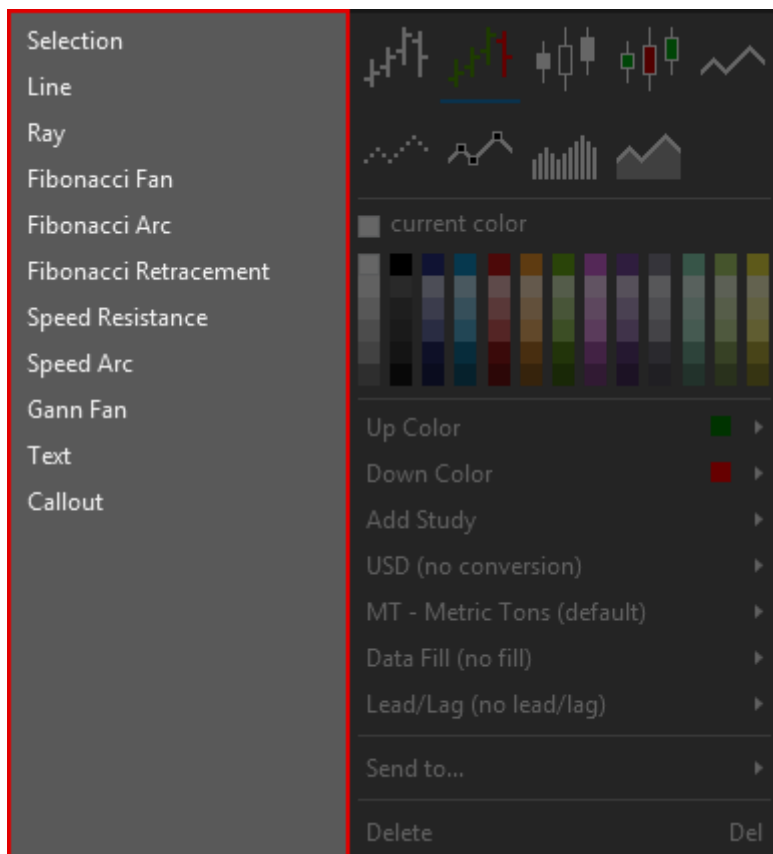 Selection
Line
Ray
Fibonacci Fan
Fibonacci Arc
Fibonacci Retracement
Speed Resistance
Speed Arc
Gann Fan
Text
Callout
current color
Up Color
Down Color
Add Study
USD (no conversion)
MT - Metric Tons (default)
Data Fill (no fill)
Lead/Lag (no lead/lag)
Send to...
Delete Del